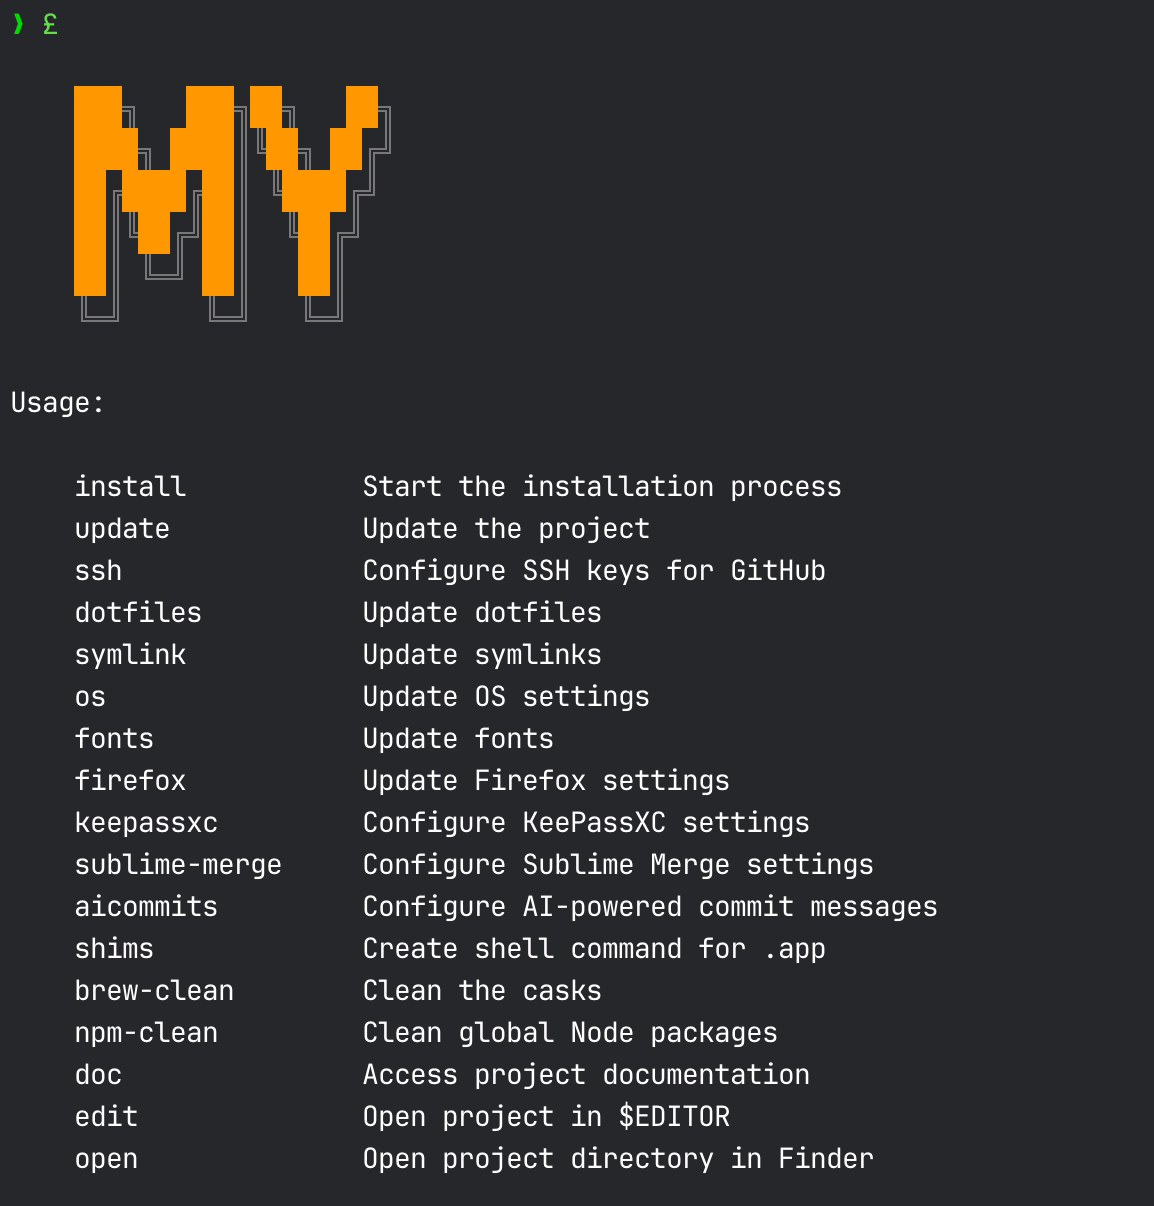 ❱ £
MY
Usage:
install Start the installation process
update Update the project
ssh Configure SSH keys for GitHub
dotfiles Update dotfiles
symlink Update symlinks
os Update OS settings
fonts Update fonts
firefox Update Firefox settings
keepassxc Configure KeePassXC settings
sublime-merge Configure Sublime Merge settings
aicommits Configure AI-powered commit messages
shims Create shell command for .app
brew-clean Clean the casks
npm-clean Clean global Node packages
doc Access project documentation
edit Open project in $EDITOR
open Open project directory in Finder